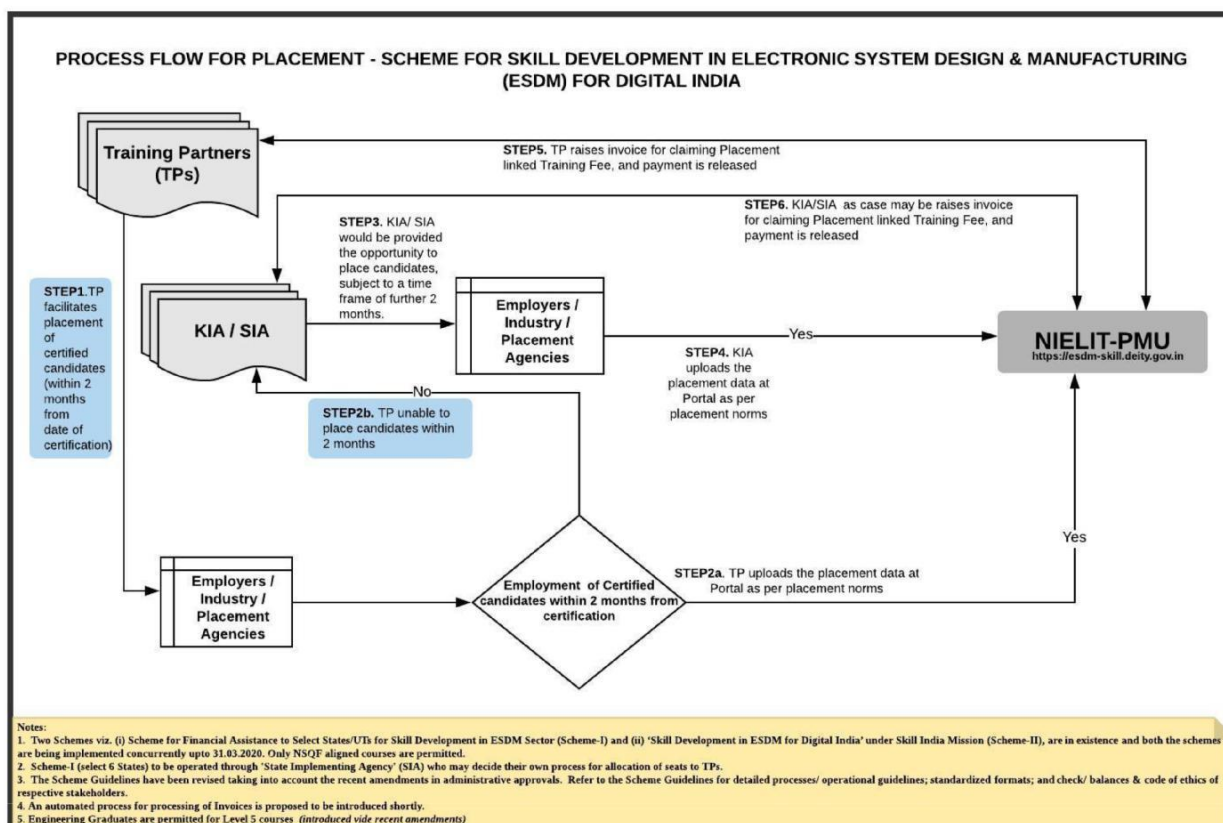 PROCESS FLOW FOR PLACEMENT - SCHEME FOR SKILL DEVELOPMENT IN ELECTRONIC SYSTEM DESIGN & MANUFACTURING
(ESDM) FOR DIGITAL INDIA
Training Partners
(TPs)
STEP5. TP raises invoice for claiming Placement
linked Training Fee, and payment is released
STEP6. KIA/SIA as case may be raises invoice
for claiming Placement linked Training Fee, and
payment is released
STEP3. KIA/ SIA
would be provided
the opportunity to
place candidates,
subject to a time
frame of further 2
months.
STEP1.TP
facilitates
placement
of
certified
candidates
(within 2
months
from
date of
certification)
KIA / SIA
Employers /
Industry /
Placement
Agencies
Yes
NIELIT-PMU
https://esdm-skill.deity.gov.in
STEP4. KIA
uploads the
placement data at
Portal as per
placement norms
No
STEP2b. TP unable to
place candidates within
2 months
Yes
Employers /
Industry /
Placement
Agencies
Employment of Certified
candidates within 2 months from
certification
STEP2a. TP uploads the placement data at
Portal as per placement norms
Notes:
1. Two Schemes viz. (i) Scheme for Financial Assistance to Select States/UTs for Skill Development in ESDM Sector (Scheme-I) and (ii) ‘Skill Development in ESDM for Digital India’ under Skill India Mission (Scheme-II), are in existence and both the schemes
are being implemented concurrently upto 31.03.2020. Only NSQF aligned courses are permitted.
2. Scheme-I (select 6 States) to be operated through 'State Implementing Agency' (SIA) who may decide their own process for allocation of seats to TPs.
3. The Scheme Guidelines have been revised taking into account the recent amendments in administrative approvals. Refer to the Scheme Guidelines for detailed processes/ operational guidelines; standardized formats; and check/ balances & code of ethics of
respective stakeholders.
4. An automated process for processing of Invoices is proposed to be introduced shortly.
5. Engineering Graduates are permitted for Level 5 courses (introduced vide recent amendments)